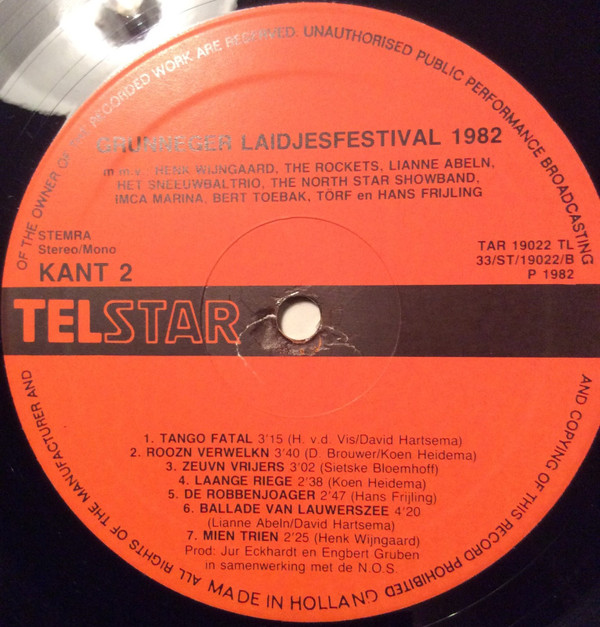 ALL RIGHTS OF THE MANUFACTURER AND OF THE OWNER OF THE RECORDED WORK ARE RESERVED. UNAUTHORISED PUBLIC PERFORMANCE BROADCASTING AND COPYING OF THIS RECORD PROHIBITED
GRUNNEGER LAIDJESFESTIVAL 1982
m.m.v. HENK WIJNGAARD, THE ROCKETS, LIANNE ABELN,
HET SNEEUWBALTRIO, THE NORTH STAR SHOWBAND,
IMCA MARINA, BERT TOEBAK, TÖRF en HANS FRIJLING
STEMRA
Stereo/Mono
KANT 2
TAR 19022 TL
33/ST/19022/B
P 1982
TELSTAR
1. TANGO FATAL 3'15 (H. v.d. Vis/David Hartsema)
2. ROOZN VERWELKN 3'40 (D. Brouwer/Koen Heidema)
3. ZEUVN VRIJERS 3'02 (Sietske Bloemhoff)
4. LAANGE RIEGE 2'38 (Koen Heidema)
5. DE ROBBENJOAGER 2'47 (Hans Frijling)
6. BALLADE VAN LAUWERSZEE 4'20
(Lianne Abeln/David Hartsema)
7. MIEN TRIEN 2'25 (Henk Wijngaard)
Prod: Jur Eckhardt en Engbert Gruben
in samenwerking met de N.O.S.
MADE IN HOLLAND